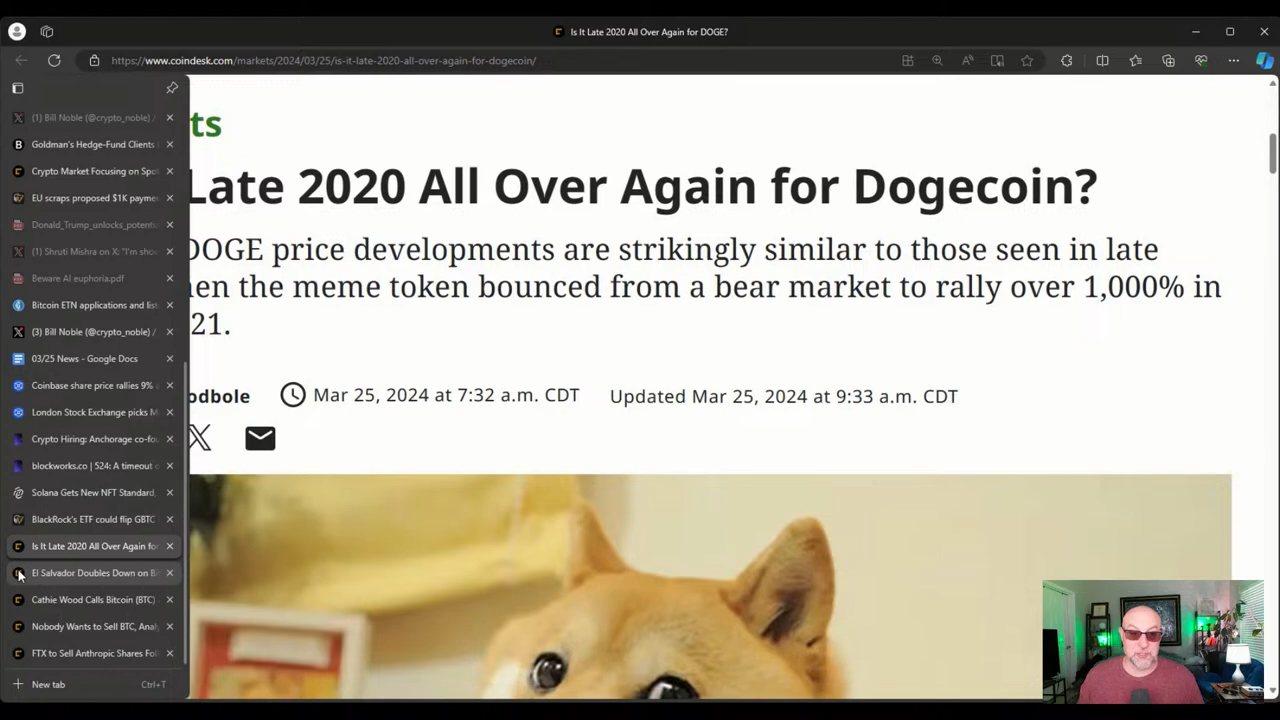 Is It Late 2020 All Over Again for DOGE?
https://www.coindesk.com/markets/2024/03/25/is-it-late-2020-all-over-again-for-dogecoin/
(1) Bill Noble (@crypto_noble) /
Goldman's Hedge-Fund Clients
Crypto Market Focusing on Spo
EU scraps proposed $1K payme
Donald_Trump_unlocks_potenti
(1) Shruti Mishra on X: "I'm sho
Beware AI euphoria.pdf
Bitcoin ETN applications and list
(3) Bill Noble (@crypto_noble) /
03/25 News - Google Docs
Coinbase share price rallies 9%
London Stock Exchange picks M
Crypto Hiring: Anchorage co-fou
blockworks.co | 524: A timeout
Solana Gets New NFT Standard,
BlackRock's ETF could flip GBTC
Is It Late 2020 All Over Again for
El Salvador Doubles Down on Bi
Cathie Wood Calls Bitcoin (BTC)
Nobody Wants to Sell BTC, Ana
FTX to Sell Anthropic Shares Fol
New tab Ctrl+T
ts
Late 2020 All Over Again for Dogecoin?
DOGE price developments are strikingly similar to those seen in late
en the meme token bounced from a bear market to rally over 1,000% in
21.
odbole Mar 25, 2024 at 7:32 a.m. CDT Updated Mar 25, 2024 at 9:33 a.m. CDT